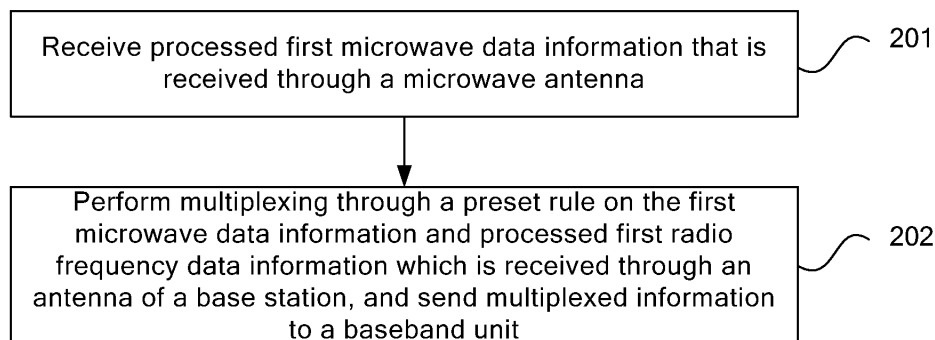 Receive processed first microwave data information that is
received through a microwave antenna
201
Perform multiplexing through a preset rule on the first
microwave data information and processed first radio
frequency data information which is received through an
antenna of a base station, and send multiplexed information
to a baseband unit
202